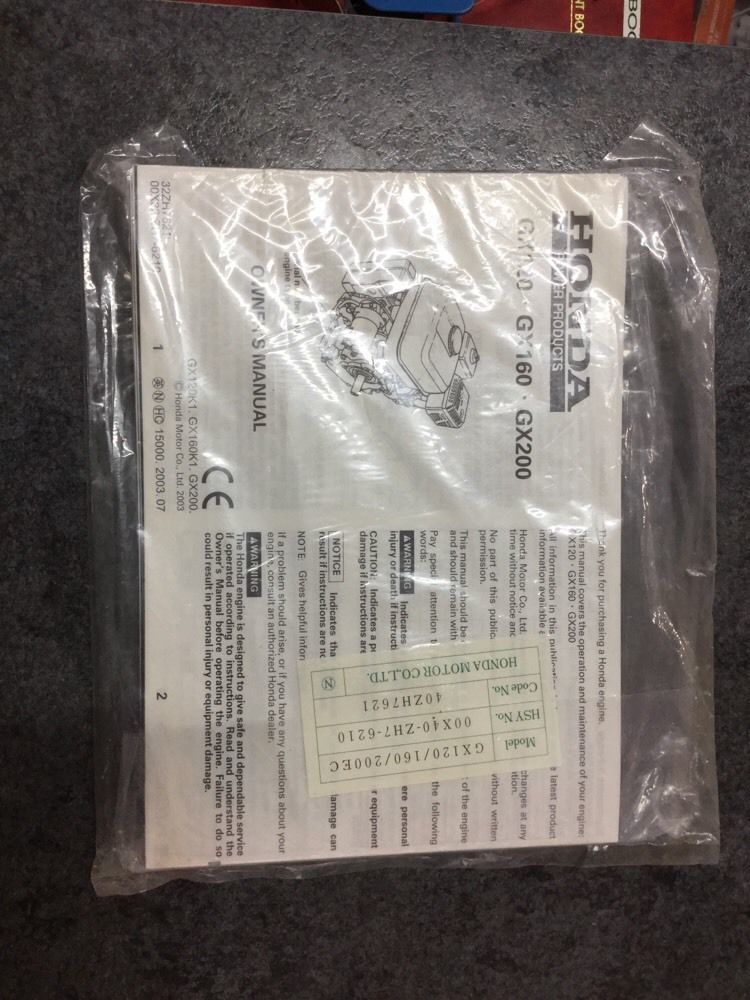 HONDA
POWER PRODUCTS
GX160 · GX200
OWNER'S MANUAL
GX120K1. GX160K1. GX200.
© Honda Motor Co., Ltd. 2003
1
HC 15000. 2003. 07
Thank you for purchasing a Honda engine.
This manual covers the operation and maintenance of your engine:
GX120 · GX160 · GX200
All information in this publication
latest product
information available
Honda Motor Co., Ltd.
changes at any
time without notice and
No part of this public
without written
permission.
This manual should be
of the engine
and should remain with
Pay special attention
the following
words:
WARNING Indicates
ere personal
injury or death if instructi
CAUTION: Indicates a
r equipment
damage if instructions are
NOTICE Indicates tha
amage can
result if instructions are
NOTE: Gives helpful infor
If a problem should arise, or if you have any questions about your
engine, consult an authorized Honda dealer.
WARNING
The Honda engine is designed to give safe and dependable service
if operated according to instructions. Read and understand the
Owner's Manual before operating the engine. Failure to do so
could result in personal injury or equipment damage.
2
Model GX120/160/200EC
HSY No. 00X40-ZH7-6210
Code No. 40ZH7621
HONDA MOTOR CO.,LTD. N